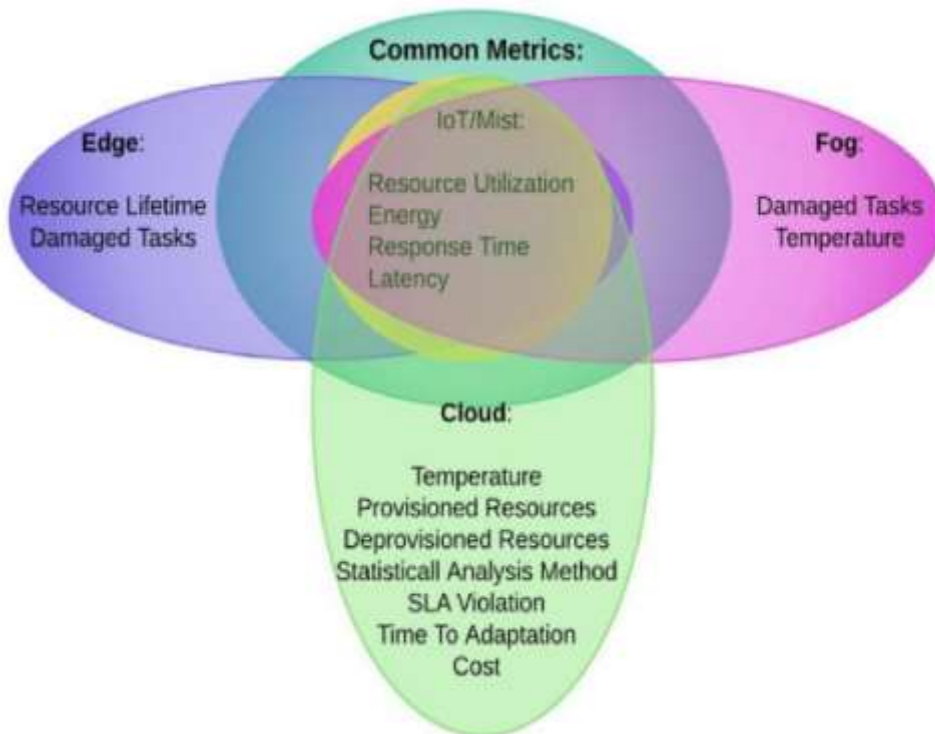 Common Metrics:
IoT/Mist:
Resource Utilization
Energy
Response Time
Latency
Edge:
Resource Lifetime
Damaged Tasks
Fog:
Damaged Tasks
Temperature
Cloud:
Temperature
Provisioned Resources
Deprovisioned Resources
Statisticall Analysis Method
SLA Violation
Time To Adaptation
Cost